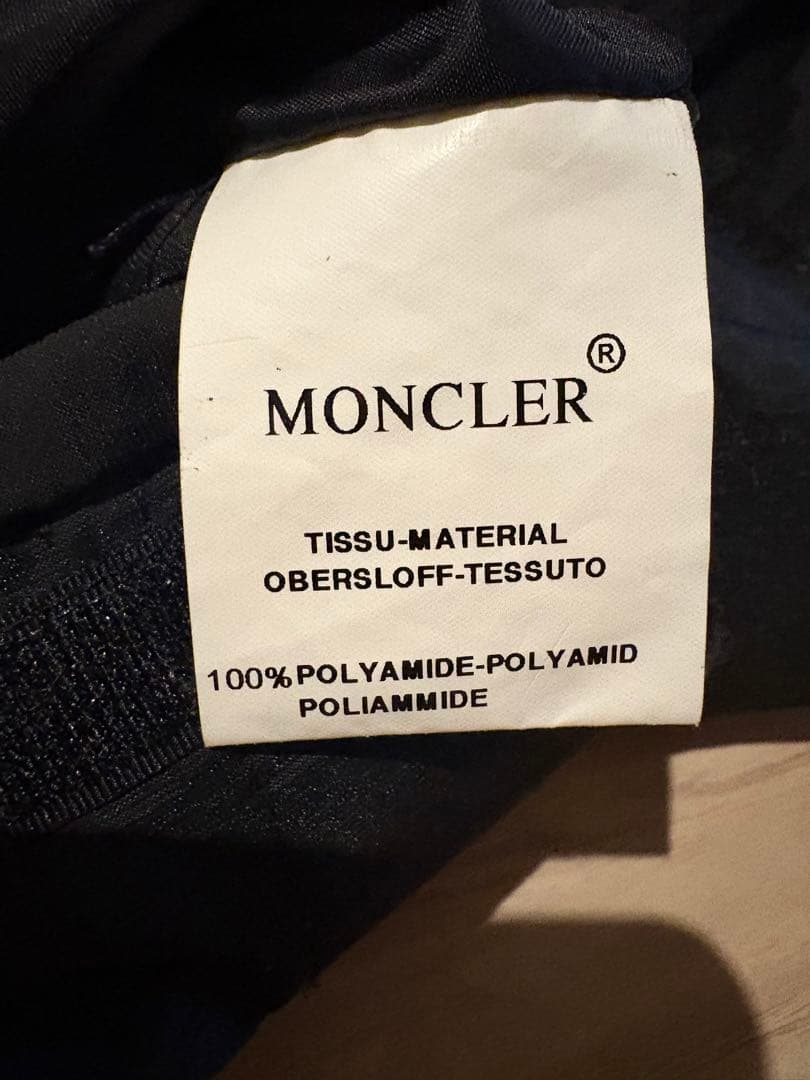 MONCLER®
TISSU-MATERIAL
OBERSLOFF-TESSUTO
100%POLYAMIDE-POLYAMID
POLIAMMIDE